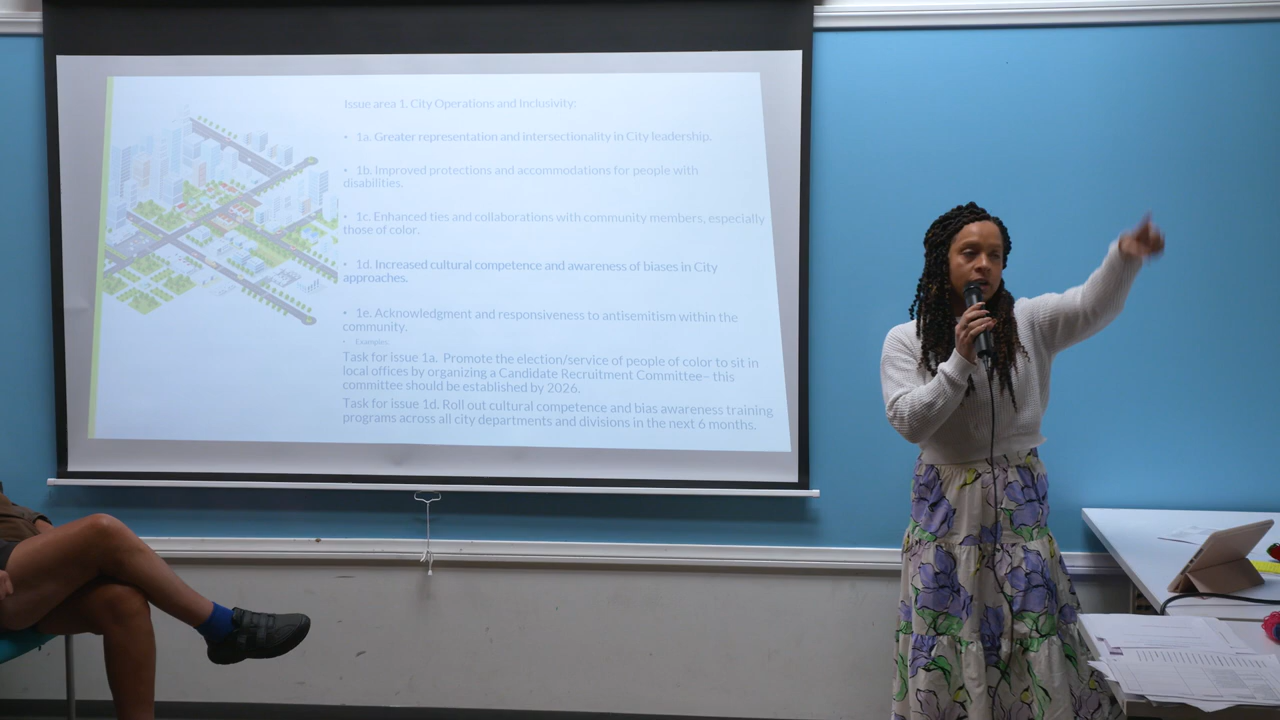 Issue area 1. City Operations and Inclusivity:
• 1a. Greater representation and intersectionality in City leadership.
• 1b. Improved protections and accommodations for people with
disabilities.
• 1c. Enhanced ties and collaborations with community members, especially
those of color.
• 1d. Increased cultural competence and awareness of biases in City
approaches.
• 1e. Acknowledgment and responsiveness to antisemitism within the
community.
• Examples
Task for issue 1a. Promote the election/service of people of color to sit in
local offices by organizing a Candidate Recruitment Committee– this
committee should be established by 2026.
Task for issue 1d. Roll out cultural competence and bias awareness training
programs across all city departments and divisions in the next 6 months.